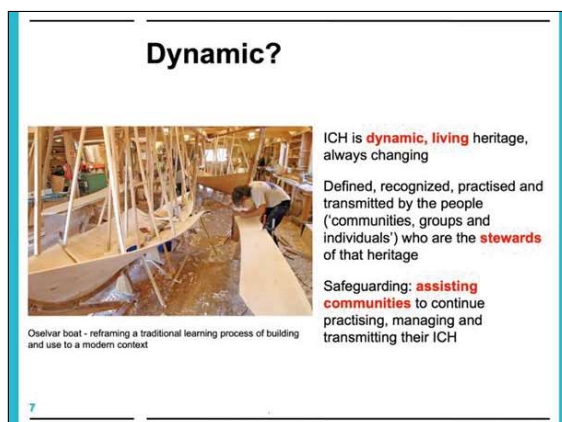 Dynamic?
ICH is dynamic, living heritage,
always changing
Defined, recognized, practised and
transmitted by the people
(‘communities, groups and
individuals’) who are the stewards
of that heritage
Safeguarding: assisting
communities to continue
practising, managing and
transmitting their ICH
Oselvar boat - reframing a traditional learning process of building
and use to a modern context
7